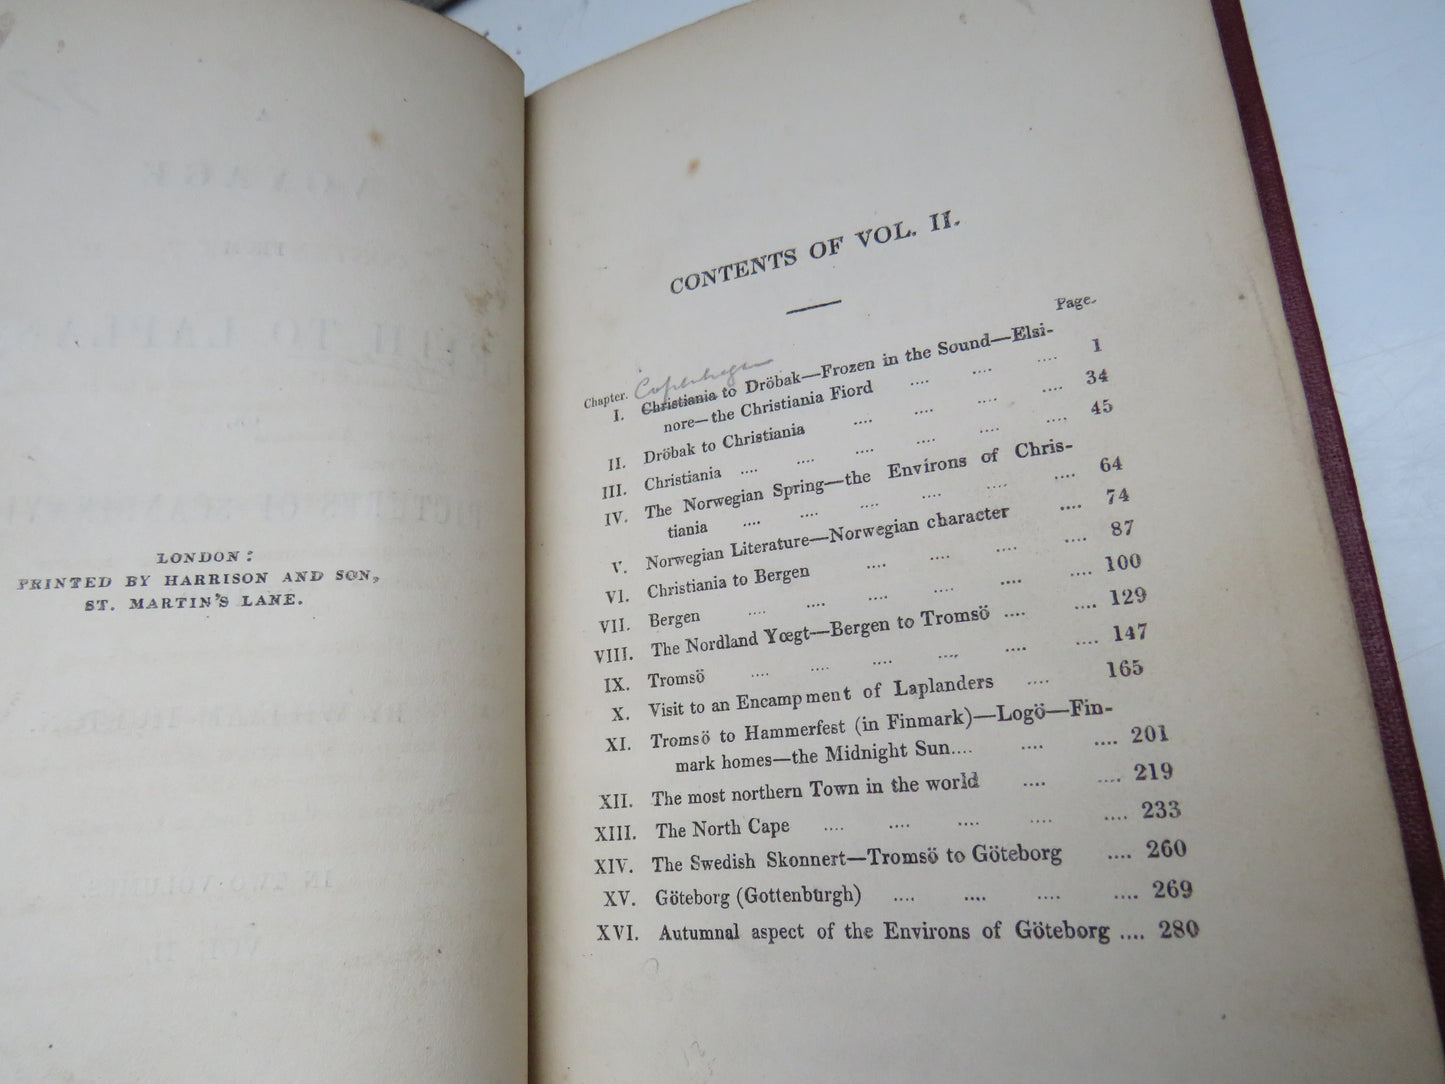 LONDON:
PRINTED BY HARRISON AND SON,
ST. MARTIN'S LANE.
CONTENTS OF VOL. II.
Page.
Chapter. Copenhagen
I. Christiania to Dröbak—Frozen in the Sound—Elsi-
nore—the Christiania Fiord .... .... .... 1
II. Dröbak to Christiania .... .... .... .... 34
III. Christiania .... .... .... .... .... .... 45
IV. The Norwegian Spring—the Environs of Chris-
tiania .... .... .... .... .... .... 64
V. Norwegian Literature—Norwegian character .... 74
VI. Christiania to Bergen .... .... .... .... 87
VII. Bergen .... .... .... .... .... .... 100
VIII. The Nordland Yœgt—Bergen to Tromsö .... .... 129
IX. Tromsö .... .... .... .... .... .... 147
X. Visit to an Encampment of Laplanders .... 165
XI. Tromsö to Hammerfest (in Finmark)—Logö—Fin-
mark homes—the Midnight Sun.... .... .... 201
XII. The most northern Town in the world .... .... 219
XIII. The North Cape .... .... .... .... .... 233
XIV. The Swedish Skonnert—Tromsö to Göteborg .... 260
XV. Göteborg (Gottenburgh) .... .... .... .... 269
XVI. Autumnal aspect of the Environs of Göteborg .... 280